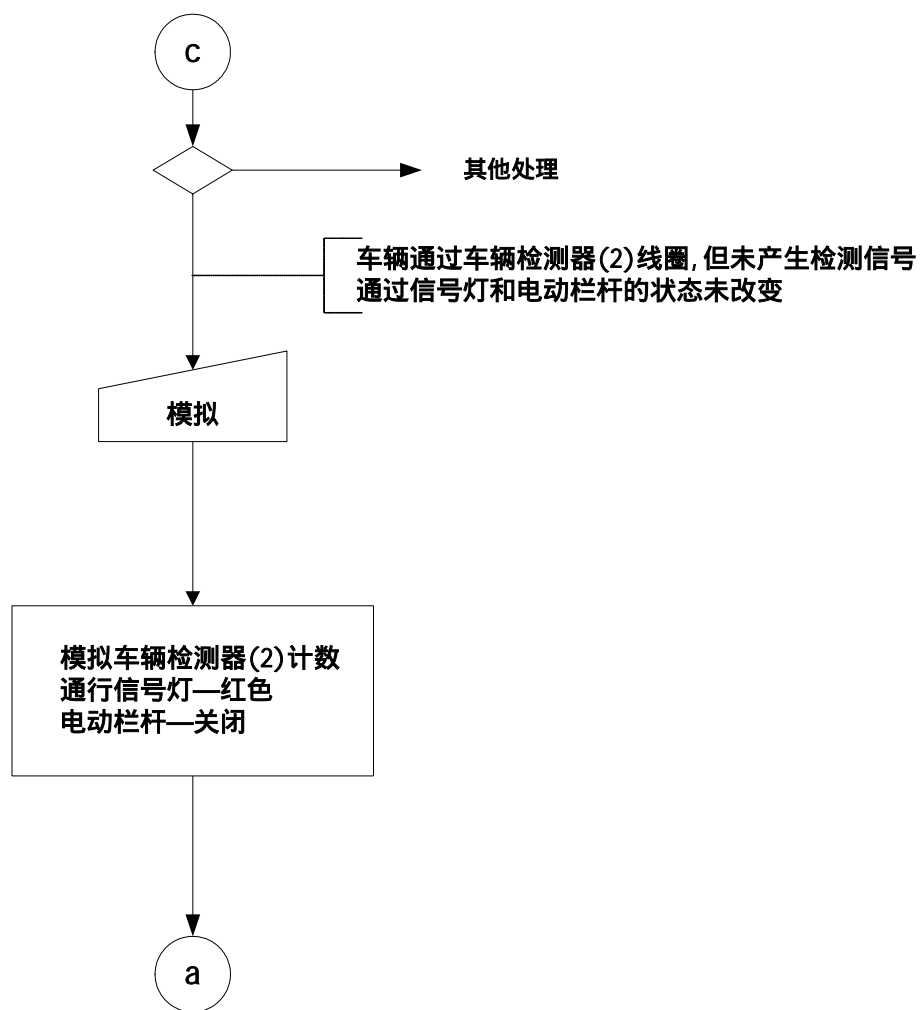 c
其他处理
车辆通过车辆检测器(2)线圈,但未产生检测信号
通过信号灯和电动栏杆的状态未改变
模拟
模拟车辆检测器(2)计数
通行信号灯—红色
电动栏杆—关闭
a